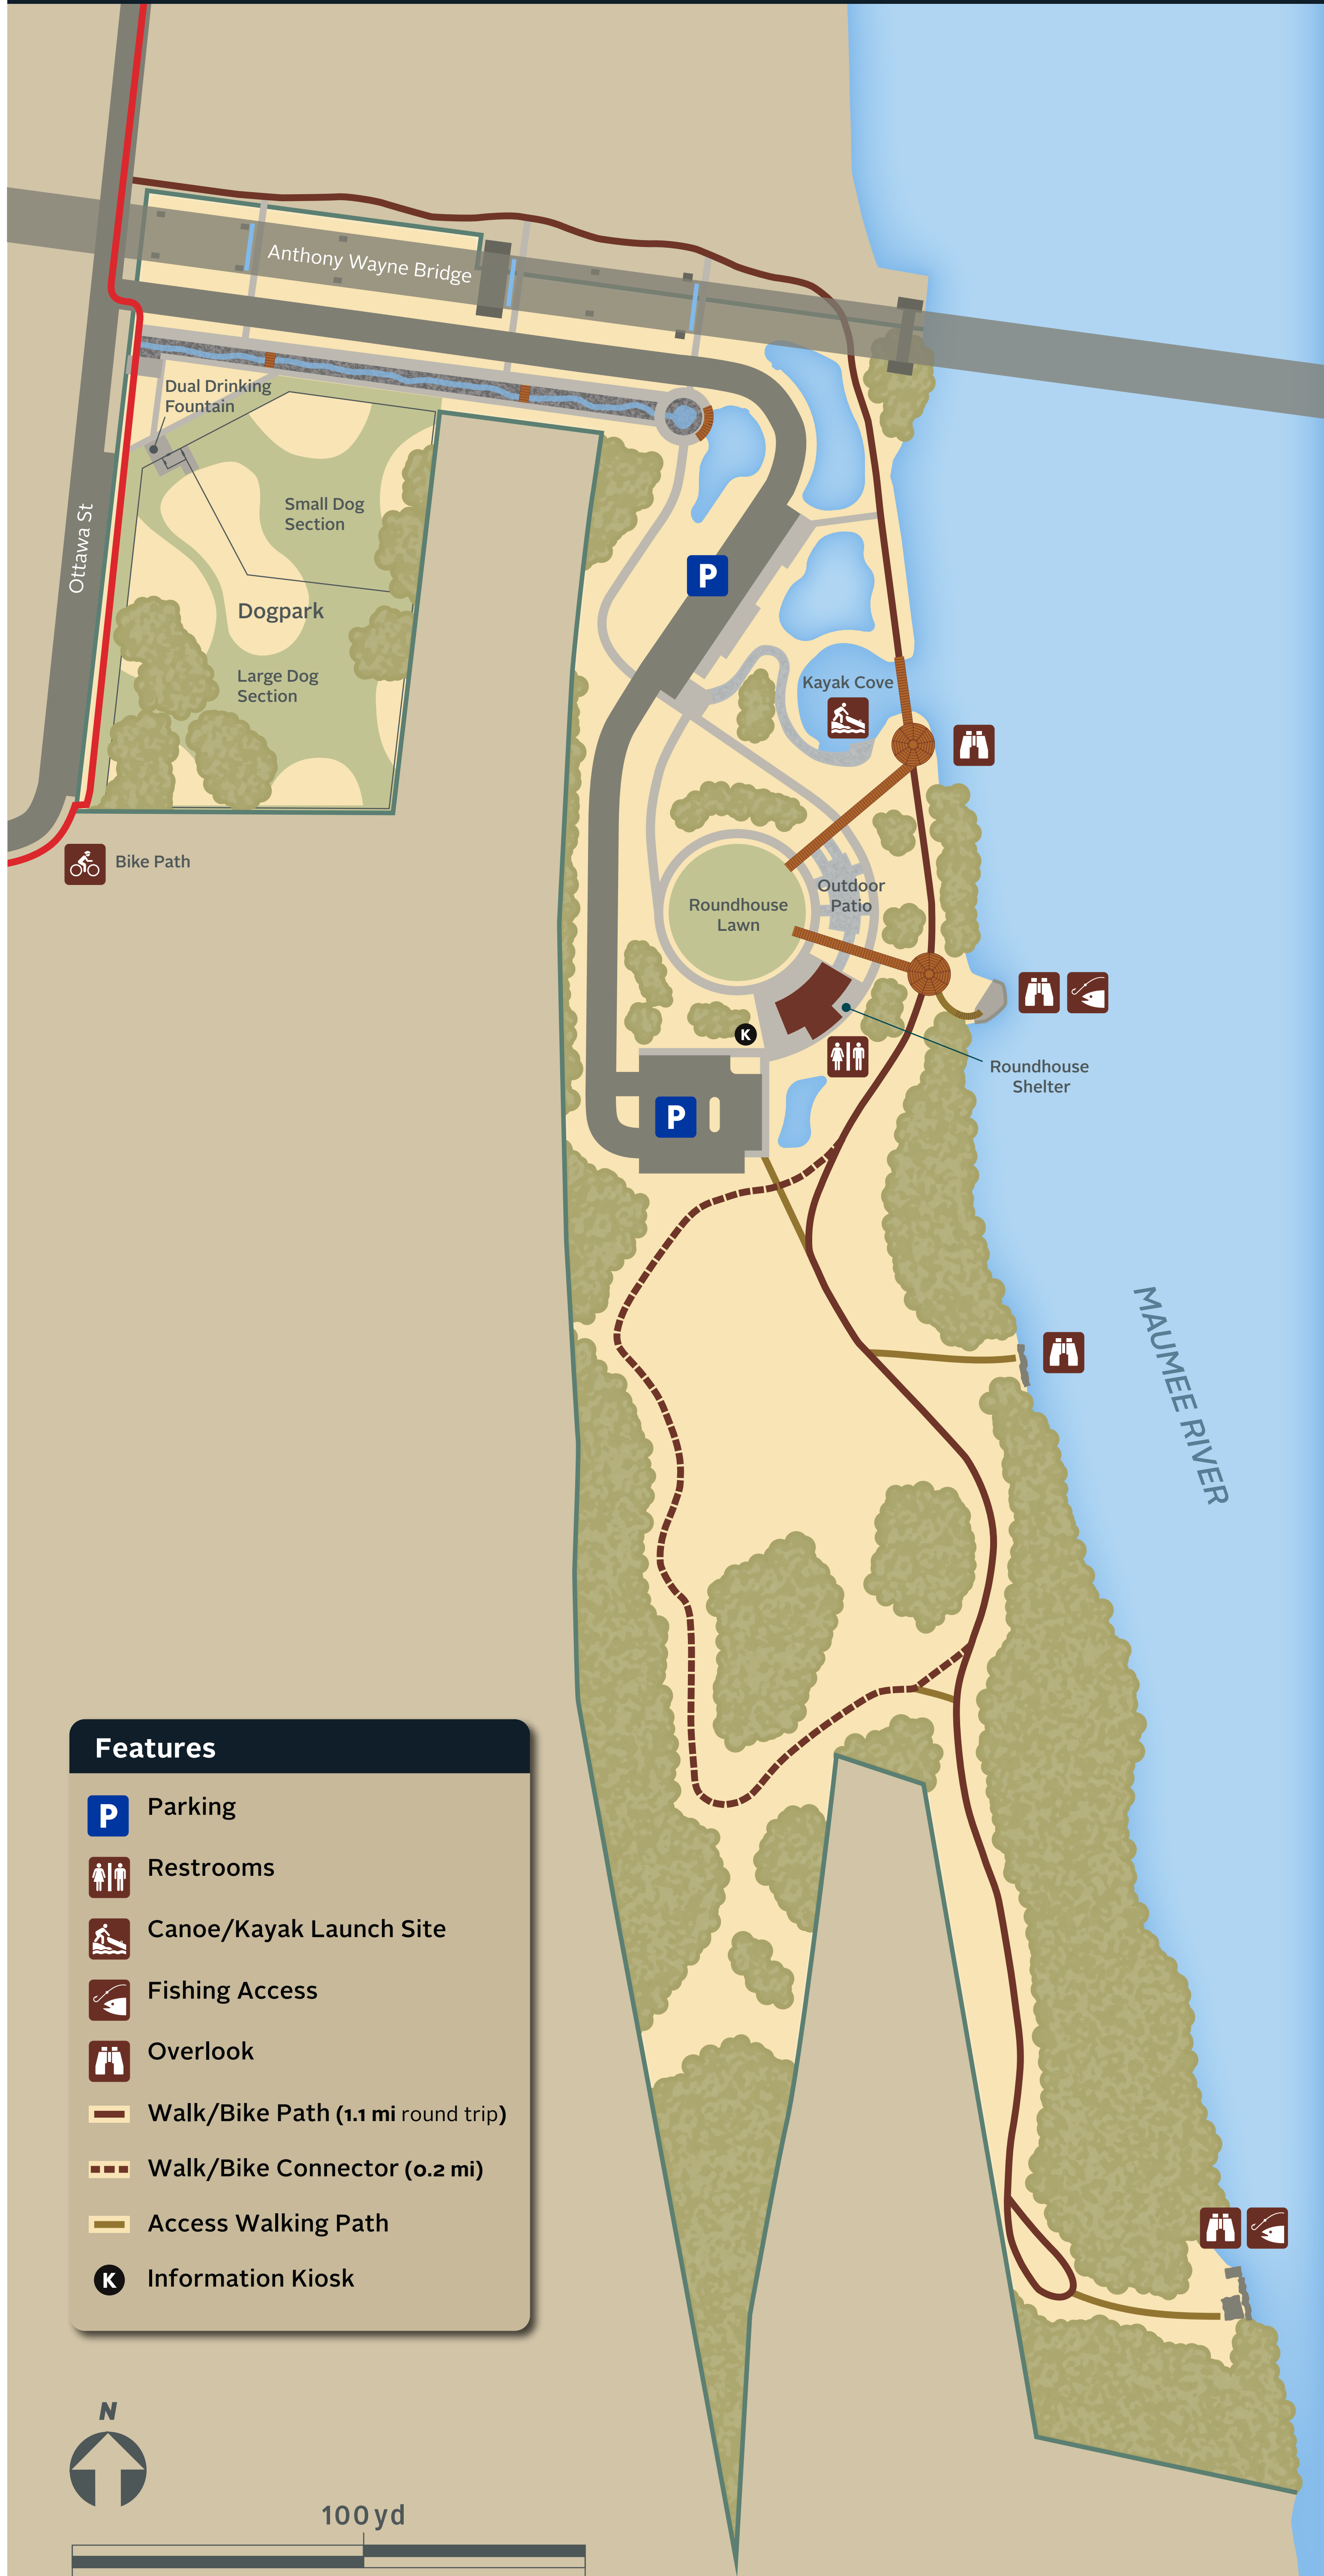 Anthony Wayne Bridge
Dual Drinking
Fountain
Small Dog
Section
Ottawa St
P
Dogpark
Large Dog
Section
Kayak Cove
Bike Path
Outdoor
Patio
Roundhouse
Lawn
K
Roundhouse
Shelter
P
MAUMEE RIVER
Features
P Parking
Restrooms
Canoe/Kayak Launch Site
Fishing Access
Overlook
Walk/Bike Path (1.1 mi round trip)
Walk/Bike Connector (0.2 mi)
Access Walking Path
K Information Kiosk
N
100 yd